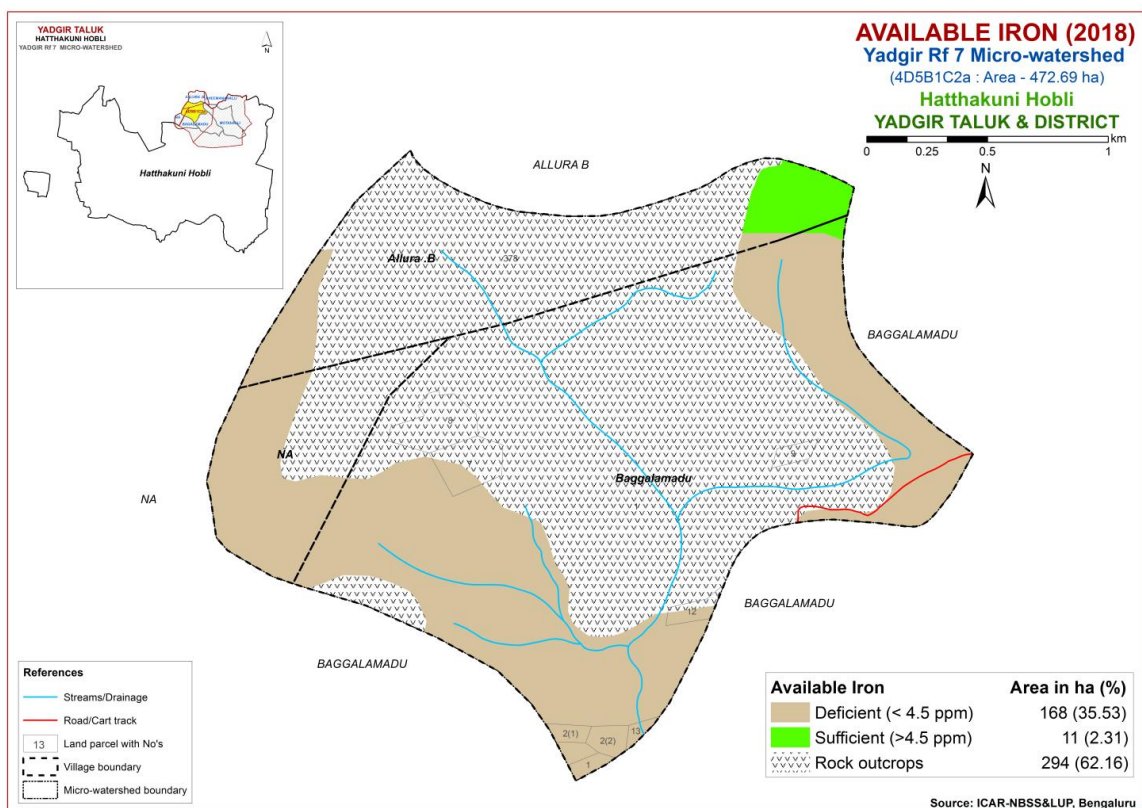 YADGIR TALUK
HATTHAKUNI HOBLI
YADGIR Rf 7 MICRO-WATERSHED
N
Hatthakuni Hobli
AVAILABLE IRON (2018)
Yadgir Rf 7 Micro-watershed
(4D5B1C2a : Area - 472.69 ha)
Hatthakuni Hobli
YADGIR TALUK & DISTRICT
0 0.25 0.5 1
km
N
ALLURA B
Allura .B
378
BAGGALAMADU
8
7
9
NA
Baggalamadu
1
NA
12
BAGGALAMADU
BAGGALAMADU
2(1)
2(2)
13
1
References
Streams/Drainage
Road/Cart track
13 Land parcel with No's
Village boundary
Micro-watershed boundary
Available Iron Area in ha (%)
Deficient (< 4.5 ppm) 168 (35.53)
Sufficient (>4.5 ppm) 11 (2.31)
Rock outcrops 294 (62.16)
Source: ICAR-NBSS&LUP, Bengaluru